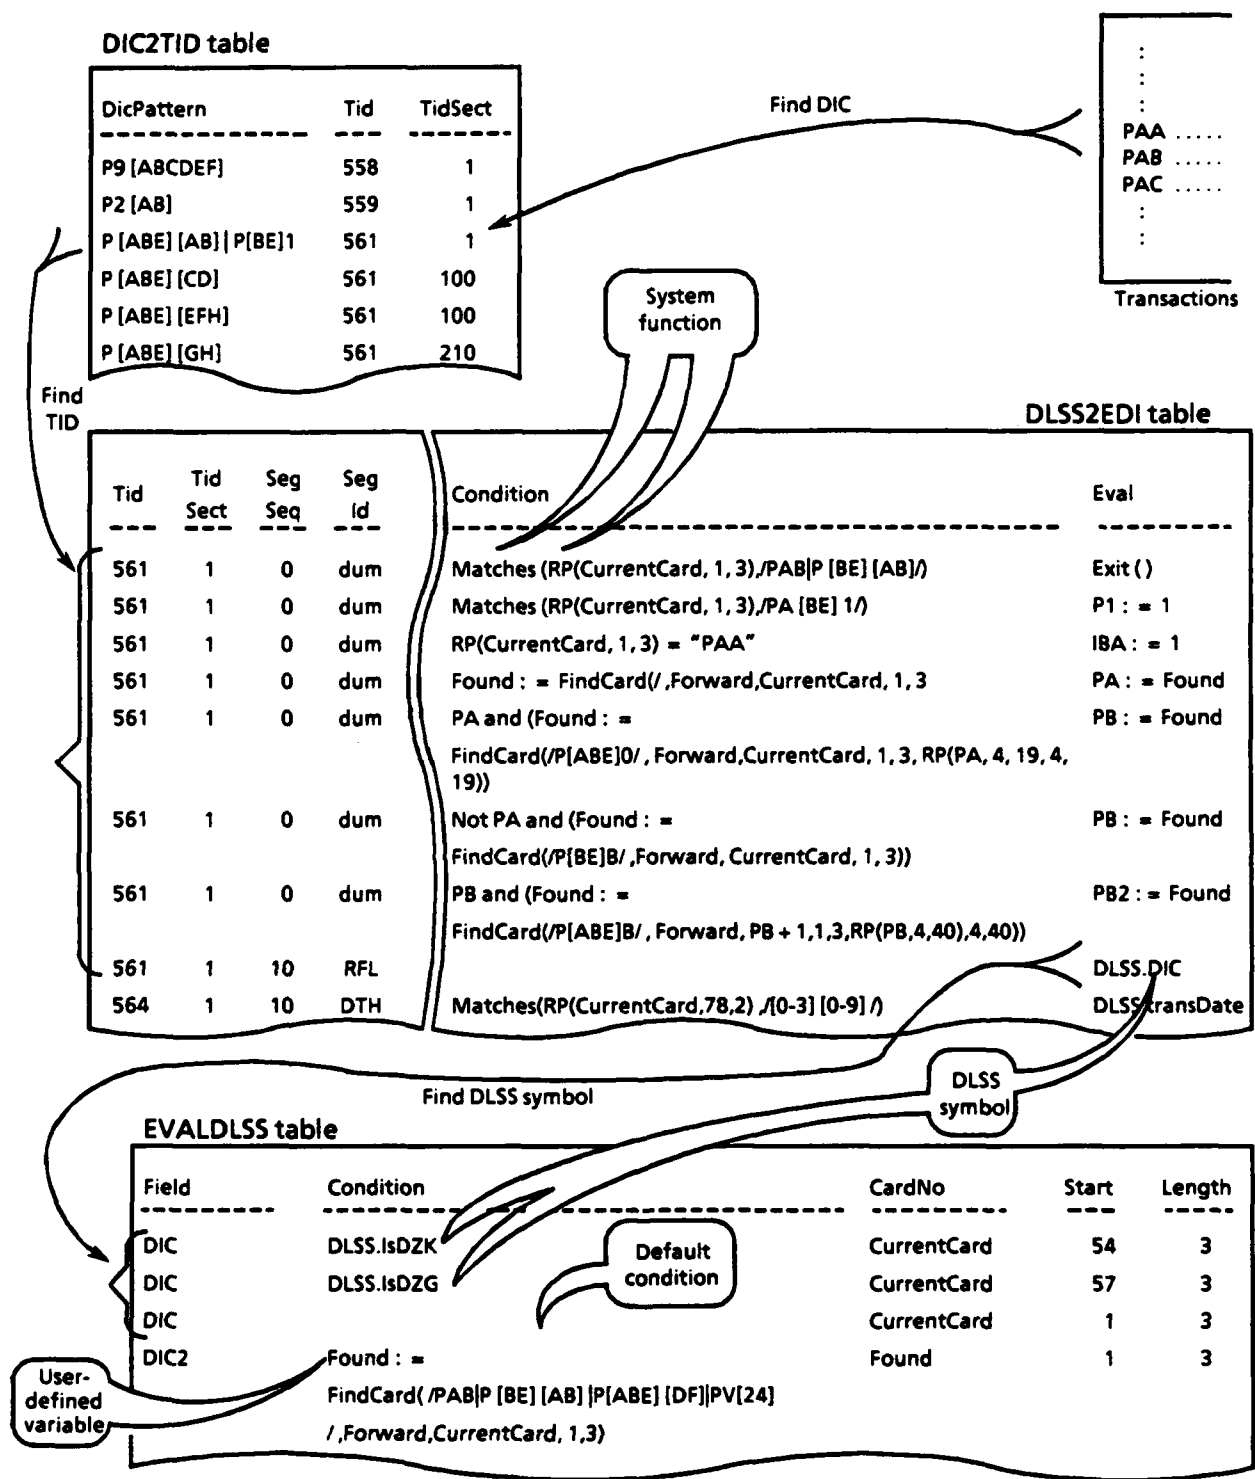 DIC2TID table
DicPattern Tid TidSect
P9 [ABCDEF] 558 1
P2 [AB] 559 1
P [ABE] [AB] | P[BE]1 561 1
P [ABE] [CD] 561 100
P [ABE] [EFH] 561 100
P [ABE] [GH] 561 210
Find DIC
:
:
:
PAA .....
PAB .....
PAC .....
:
:
Transactions
System
function
Find
TID
DLSS2EDI table
Tid Tid Seg Seg Condition Eval
Sect Seq Id
561 1 0 dum Matches (RP(CurrentCard, 1, 3),/PAB|P [BE] [AB]/) Exit ( )
561 1 0 dum Matches (RP(CurrentCard, 1, 3),/PA [BE] 1/) P1 : = 1
561 1 0 dum RP(CurrentCard, 1, 3) = "PAA" IBA : = 1
561 1 0 dum Found : = FindCard(/ ,Forward,CurrentCard, 1, 3 PA : = Found
561 1 0 dum PA and (Found : = PB : = Found
FindCard(/P[ABE]0/ , Forward,CurrentCard, 1, 3, RP(PA, 4, 19, 4,
19))
561 1 0 dum Not PA and (Found : = PB : = Found
FindCard(/P[BE]B/ ,Forward, CurrentCard, 1, 3))
561 1 0 dum PB and (Found : = PB2 : = Found
FindCard(/P[ABE]B/ , Forward, PB + 1,1,3,RP(PB,4,40),4,40))
561 1 10 RFL DLSS.DIC
564 1 10 DTH Matches(RP(CurrentCard,78,2) ,/[0-3] [0-9] /) DLSS.transDate
Find DLSS symbol
DLSS
symbol
EVALDLSS table
Field Condition CardNo Start Length
DIC DLSS.IsDZK CurrentCard 54 3
DIC DLSS.IsDZG CurrentCard 57 3
DIC CurrentCard 1 3
DIC2 Found : = Found 1 3
FindCard( /PAB|P [BE] [AB] |P[ABE] [DF]|PV[24]
/ ,Forward,CurrentCard, 1,3)
Default
condition
User-
defined
variable